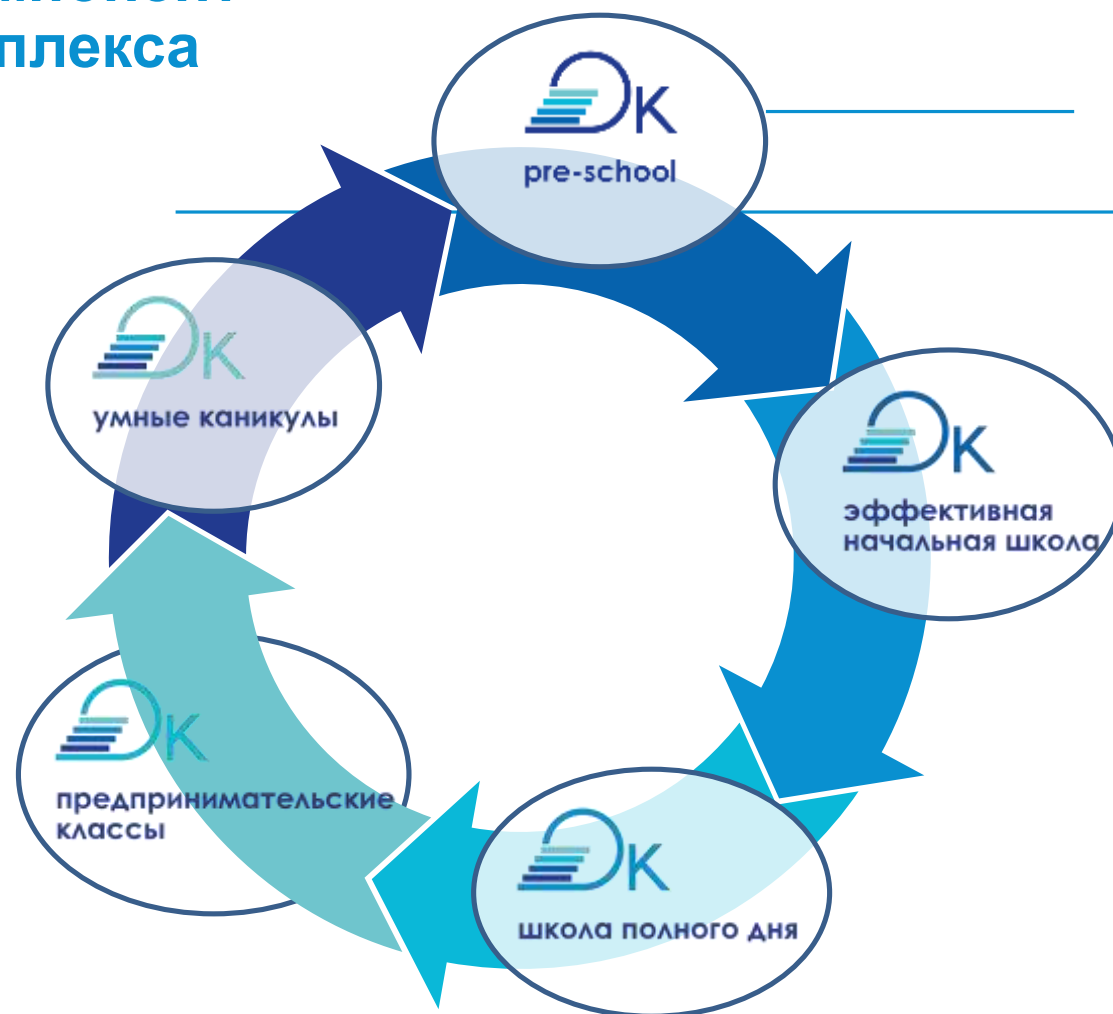 плекса
ЭК
pre-school
ЭК
умные каникулы
ЭК
эффективная
начальная школа
ЭК
предпринимательские
классы
ЭК
школа полного дня